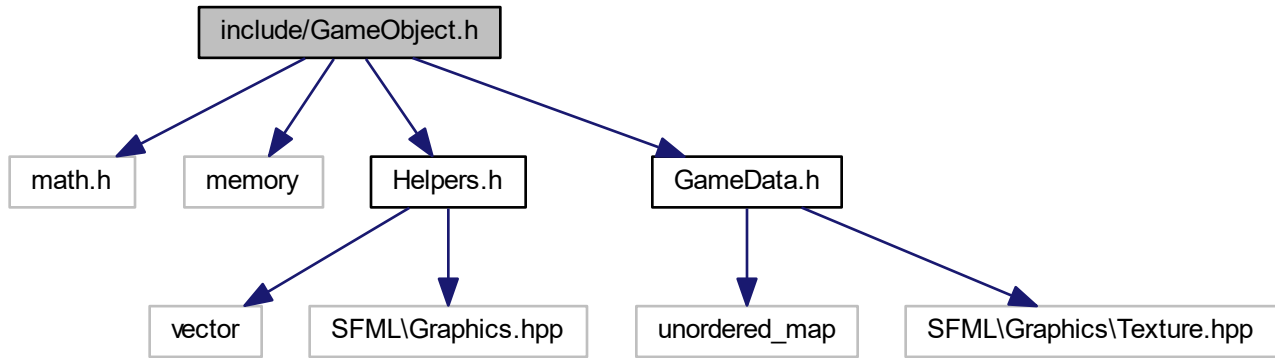 include/GameObject.h
math.h
memory
Helpers.h
GameData.h
vector
SFML\Graphics.hpp
unordered_map
SFML\Graphics\Texture.hpp